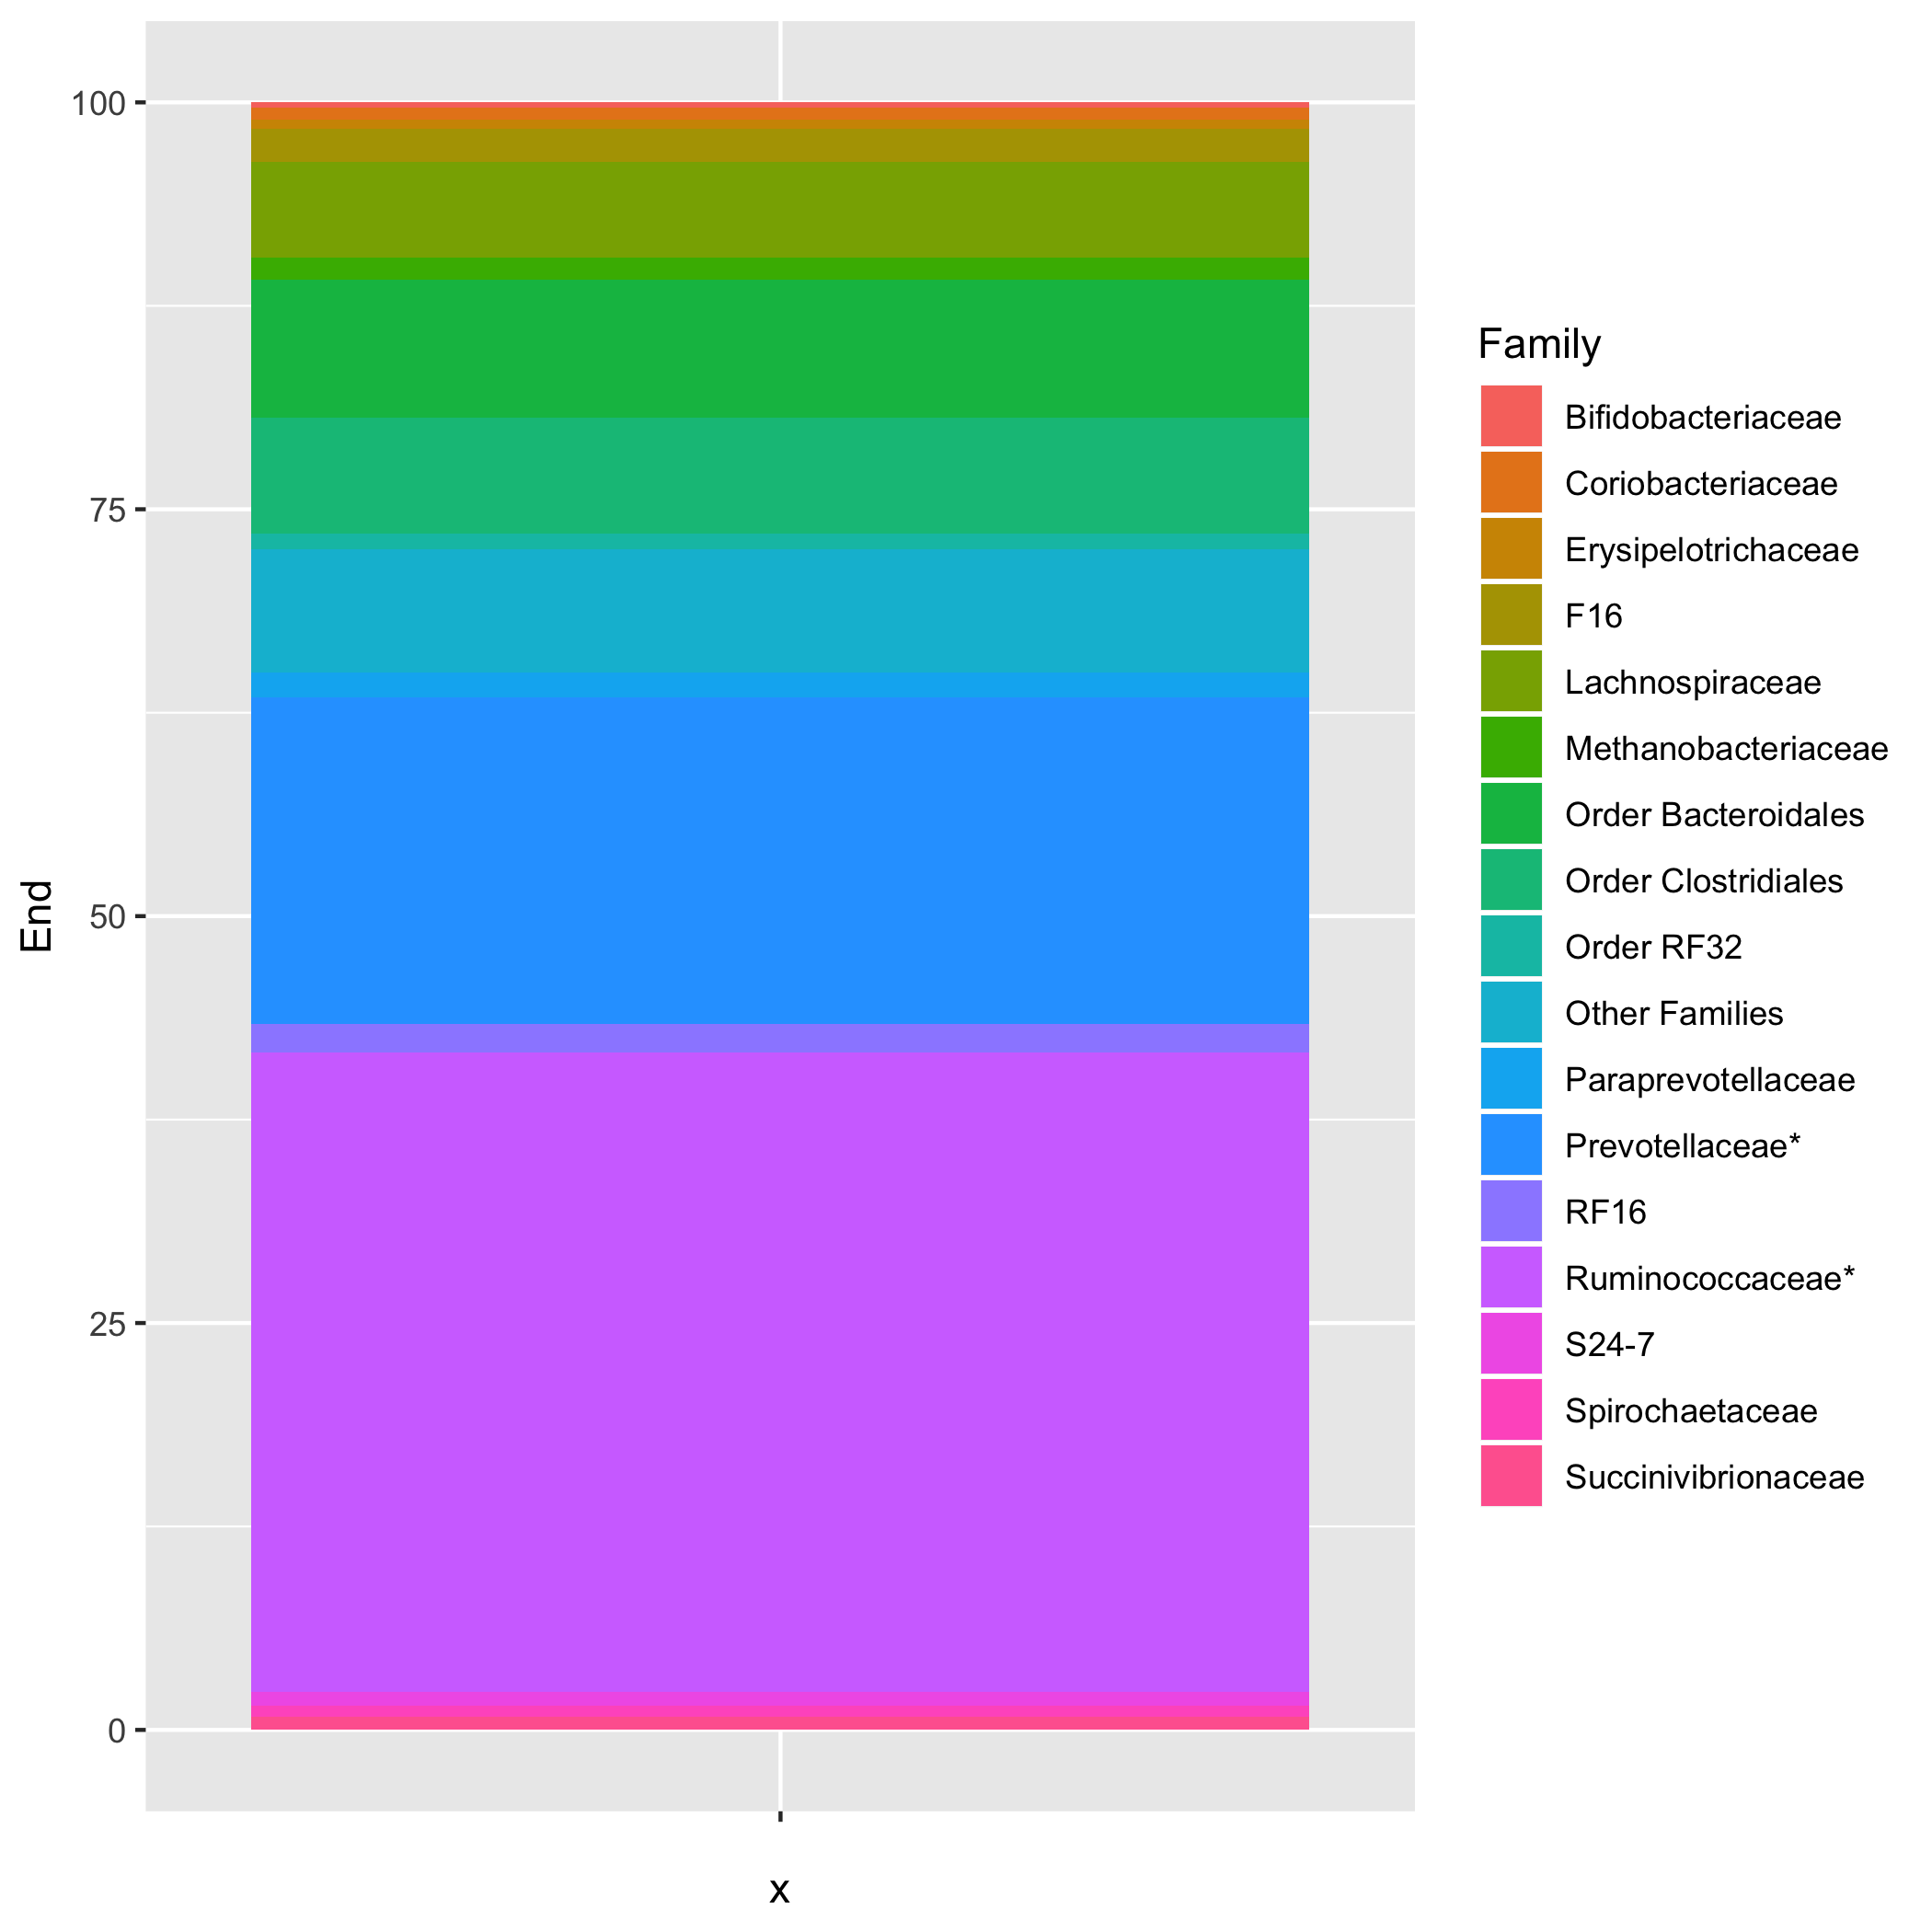 100
75
50
25
0
End
x
Family
Bifidobacteriaceae
Coriobacteriaceae
Erysipelotrichaceae
F16
Lachnospiraceae
Methanobacteriaceae
Order Bacteroidales
Order Clostridiales
Order RF32
Other Families
Paraprevotellaceae
Prevotellaceae*
RF16
Ruminococcaceae*
S24-7
Spirochaetaceae
Succinivibrionaceae